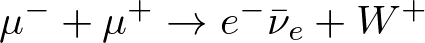 μ⁻ + μ⁺ → e⁻ν̄ₑ + W⁺